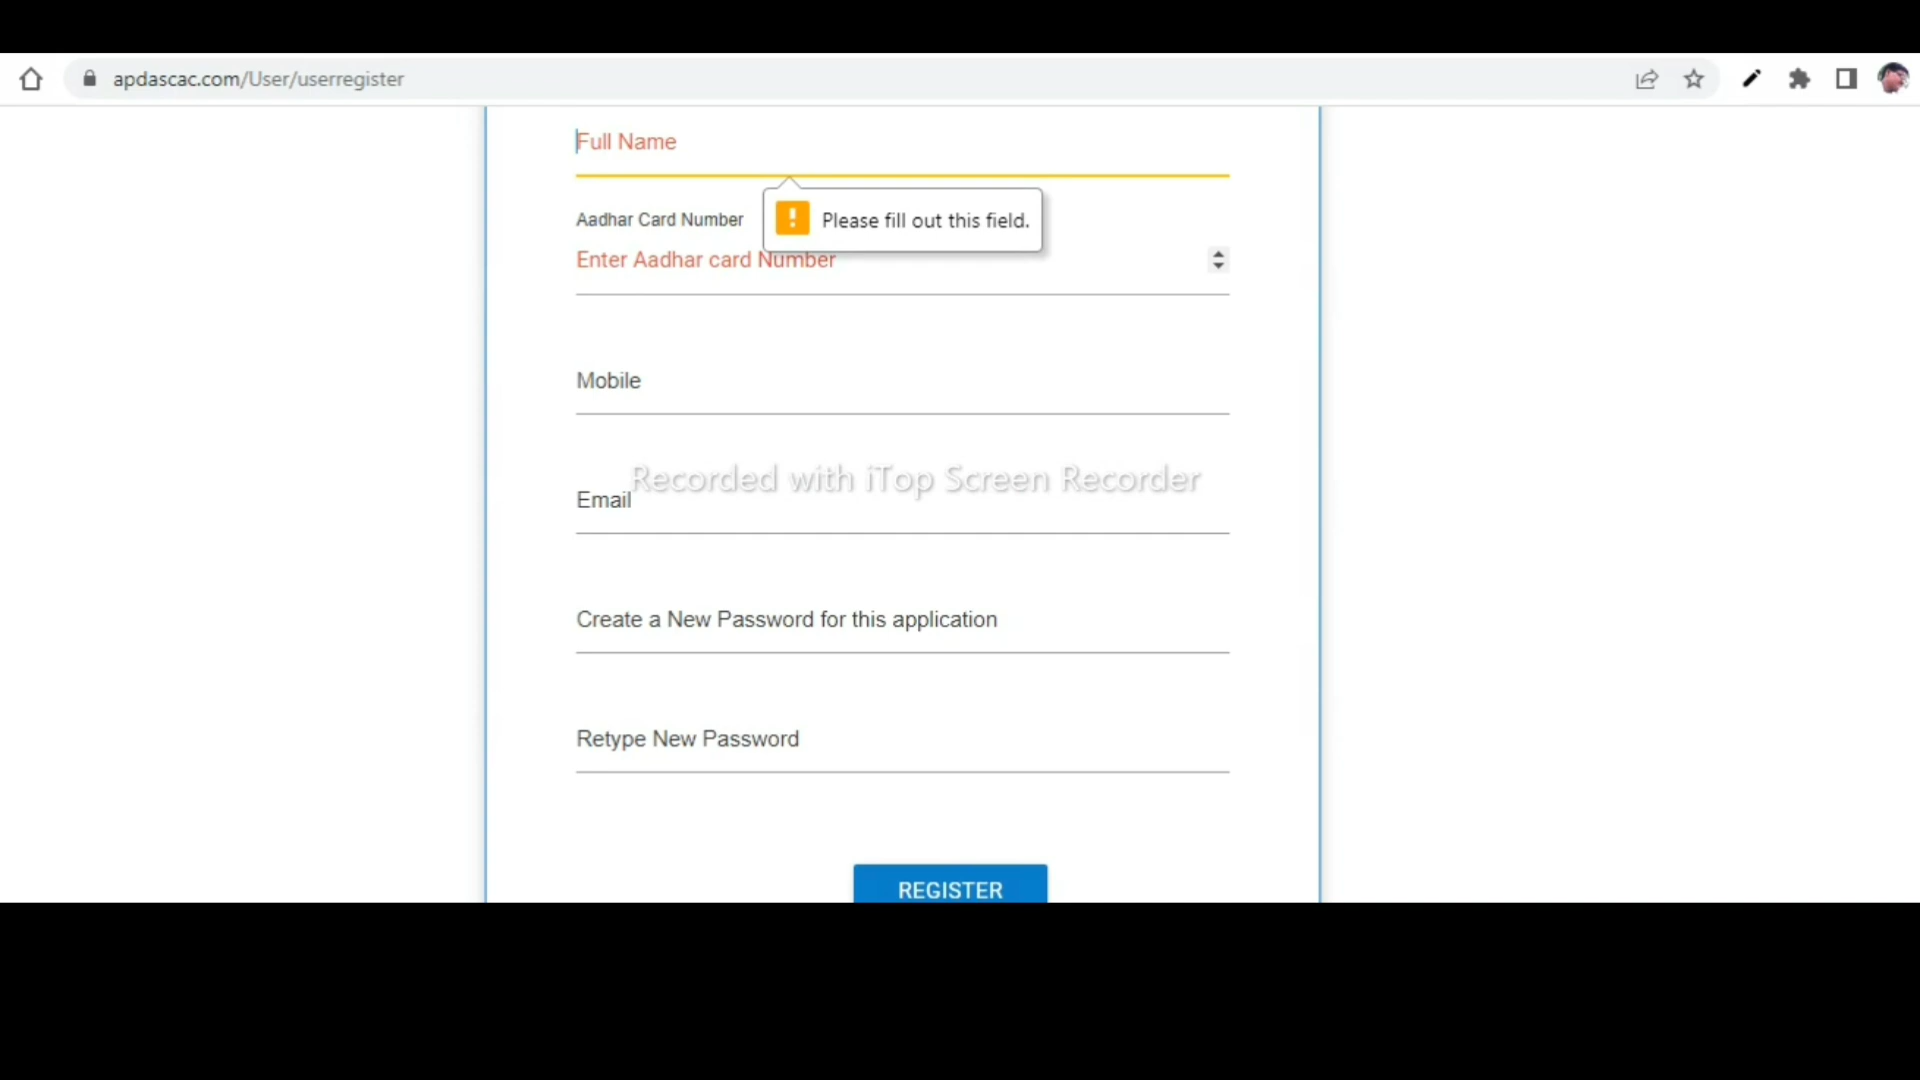 apdascac.com/User/userregister
Full Name
Please fill out this field.
Aadhar Card Number
Enter Aadhar card Number
Mobile
Recorded with iTop Screen Recorder
Email
Create a New Password for this application
Retype New Password
REGISTER